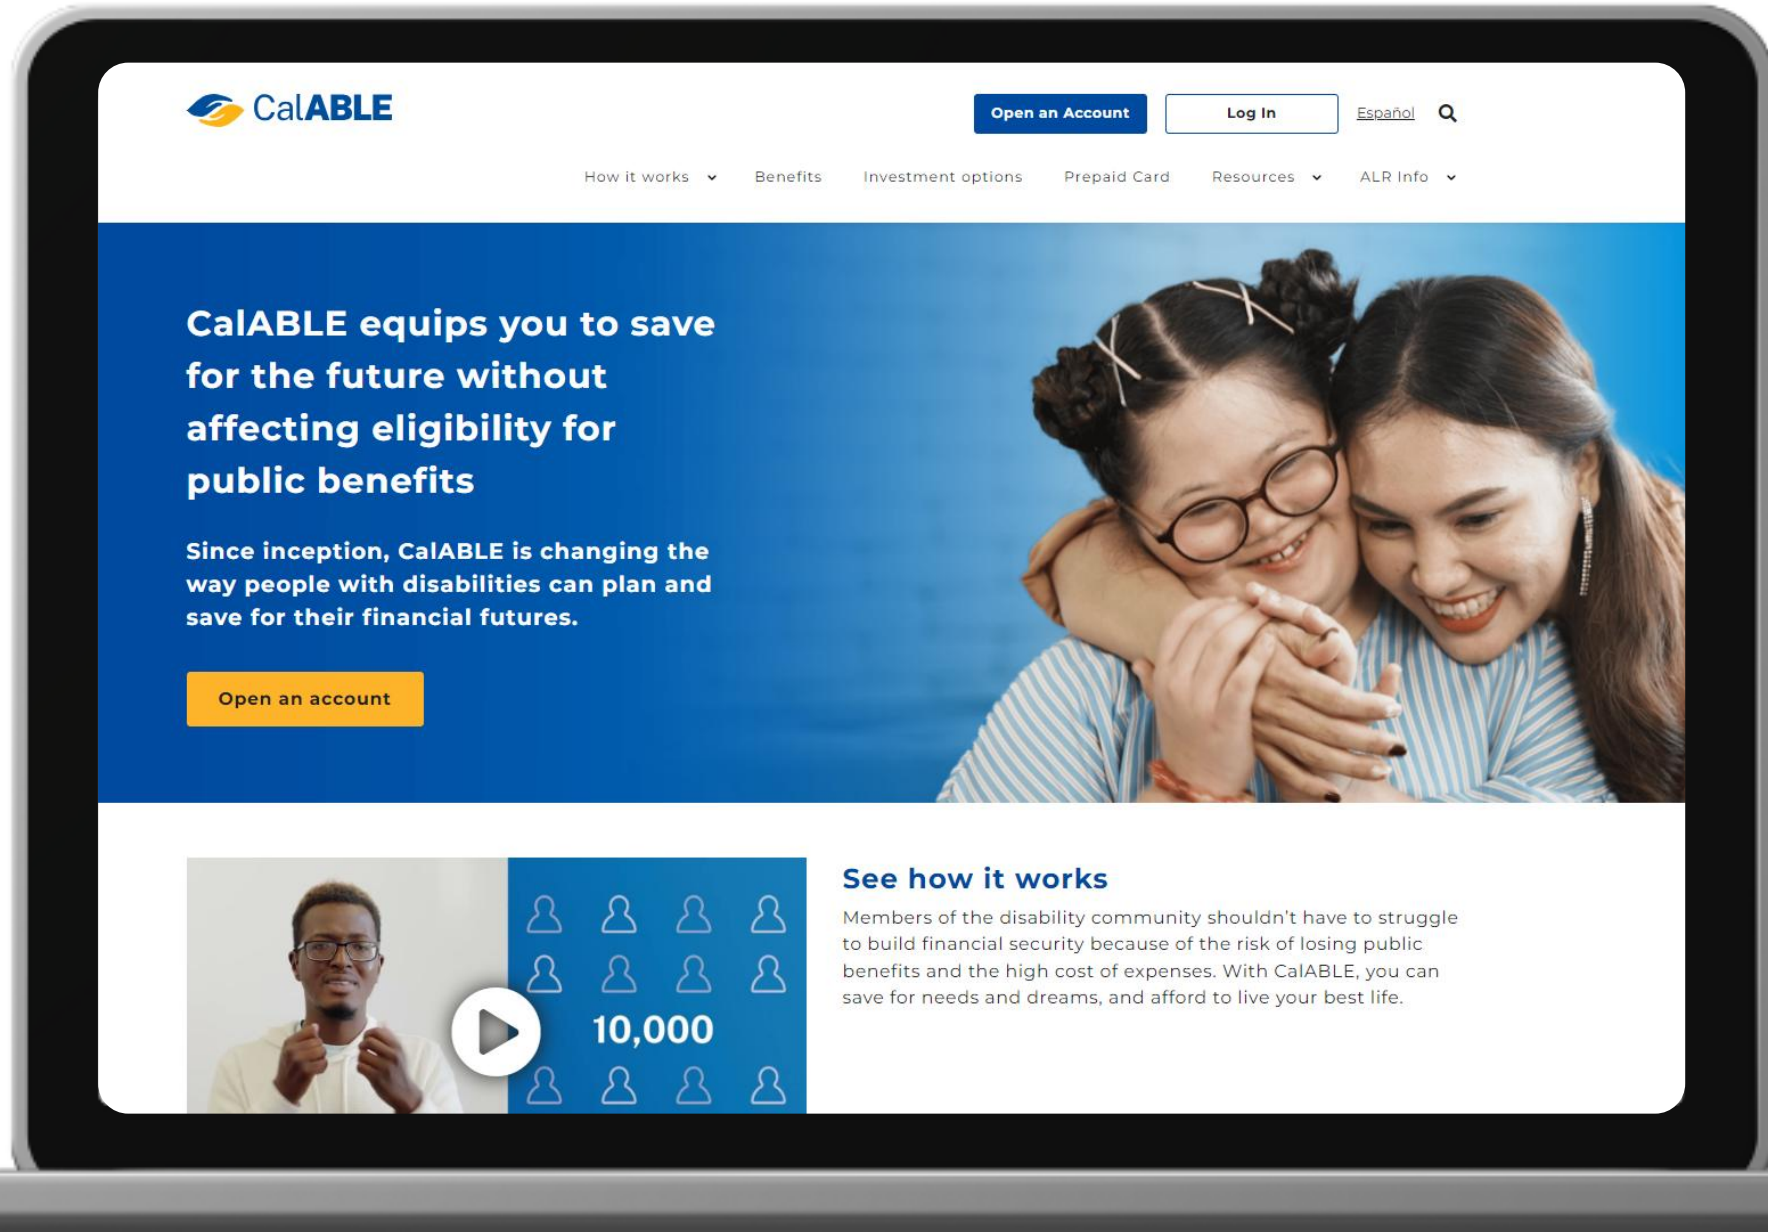 CalABLE
Open an Account
Log In
Español
How it works
Benefits
Investment options
Prepaid Card
Resources
ALR Info
CalABLE equips you to save
for the future without
affecting eligibility for
public benefits
Since inception, CalABLE is changing the
way people with disabilities can plan and
save for their financial futures.
Open an account
10,000
See how it works
Members of the disability community shouldn't have to struggle
to build financial security because of the risk of losing public
benefits and the high cost of expenses. With CalABLE, you can
save for needs and dreams, and afford to live your best life.